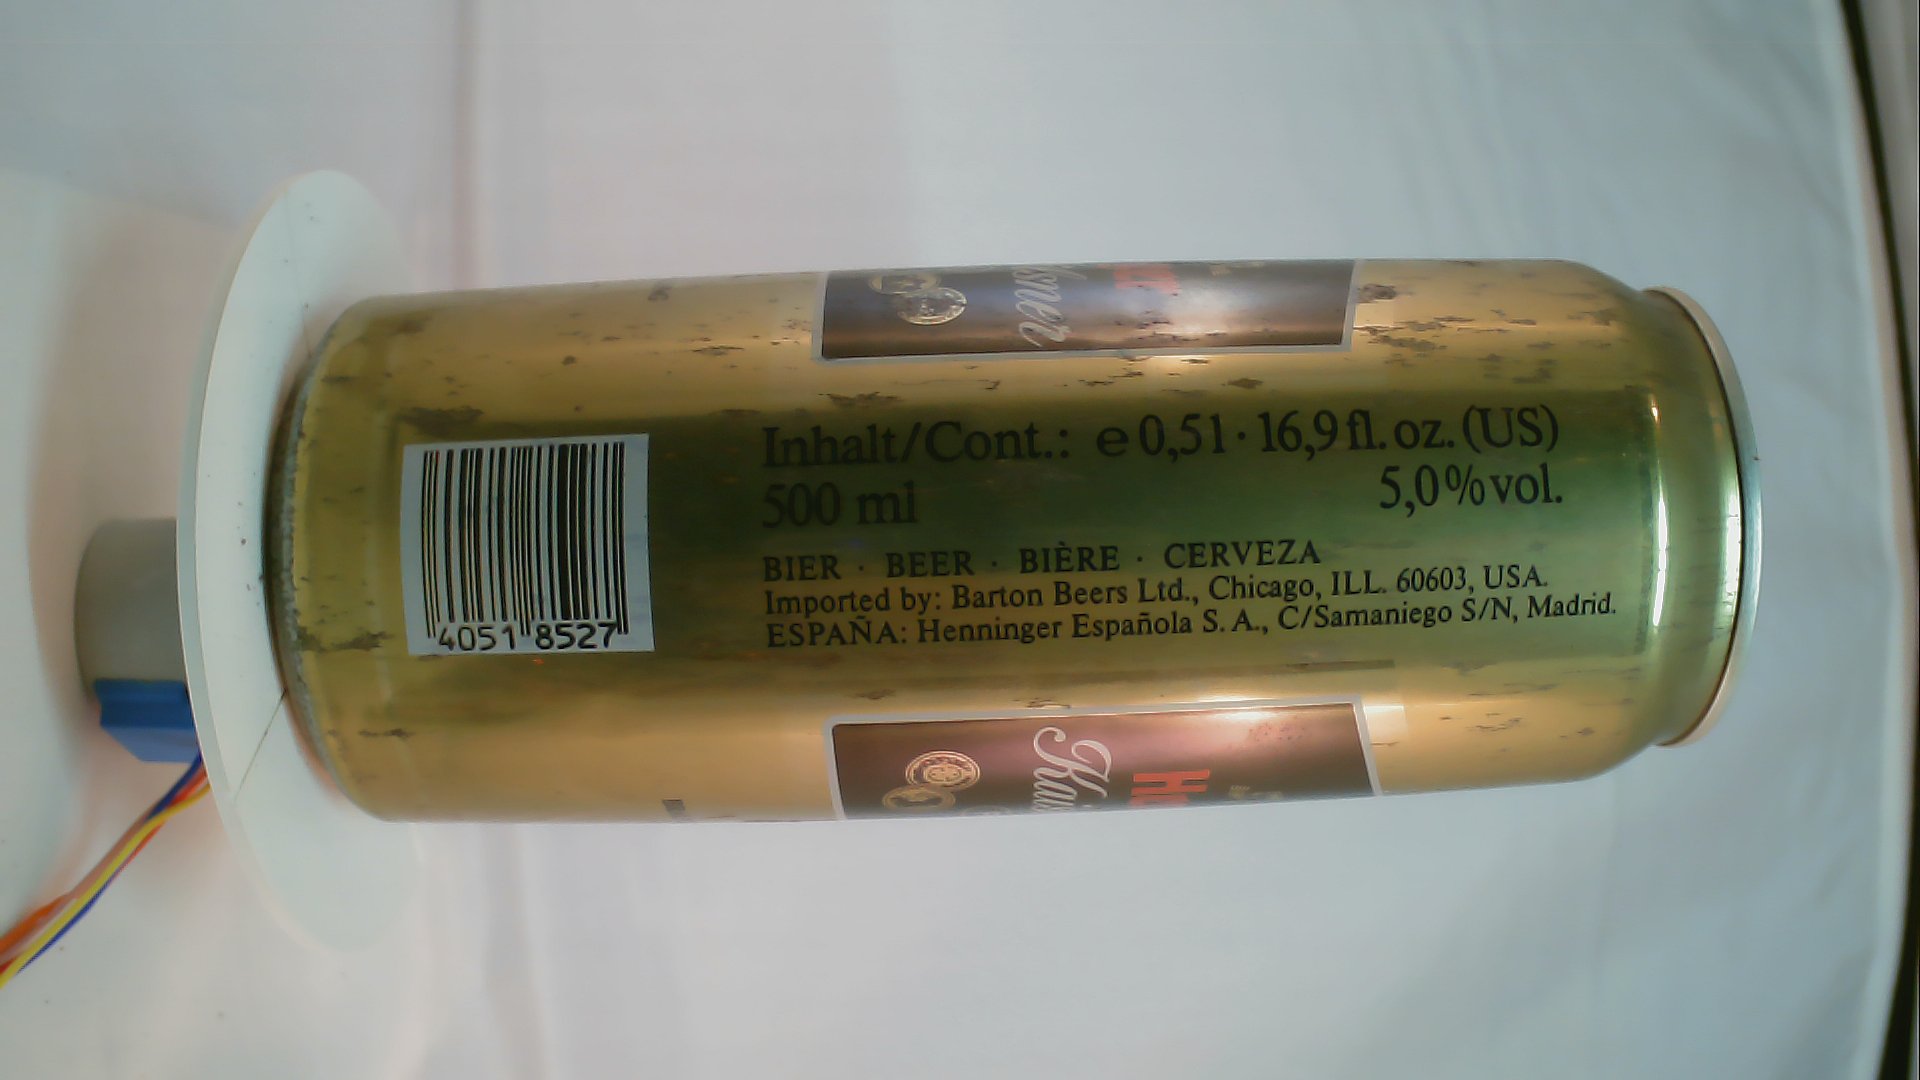 Inhalt/Cont.: e 0,5 l · 16,9 fl. oz. (US)
500 ml
5,0 % vol.
BIER · BEER · BIÈRE · CERVEZA
Imported by: Barton Beers Ltd., Chicago, ILL. 60603, USA.
ESPAÑA: Henninger Española S. A., C/Samaniego S/N, Madrid.
4051 8527